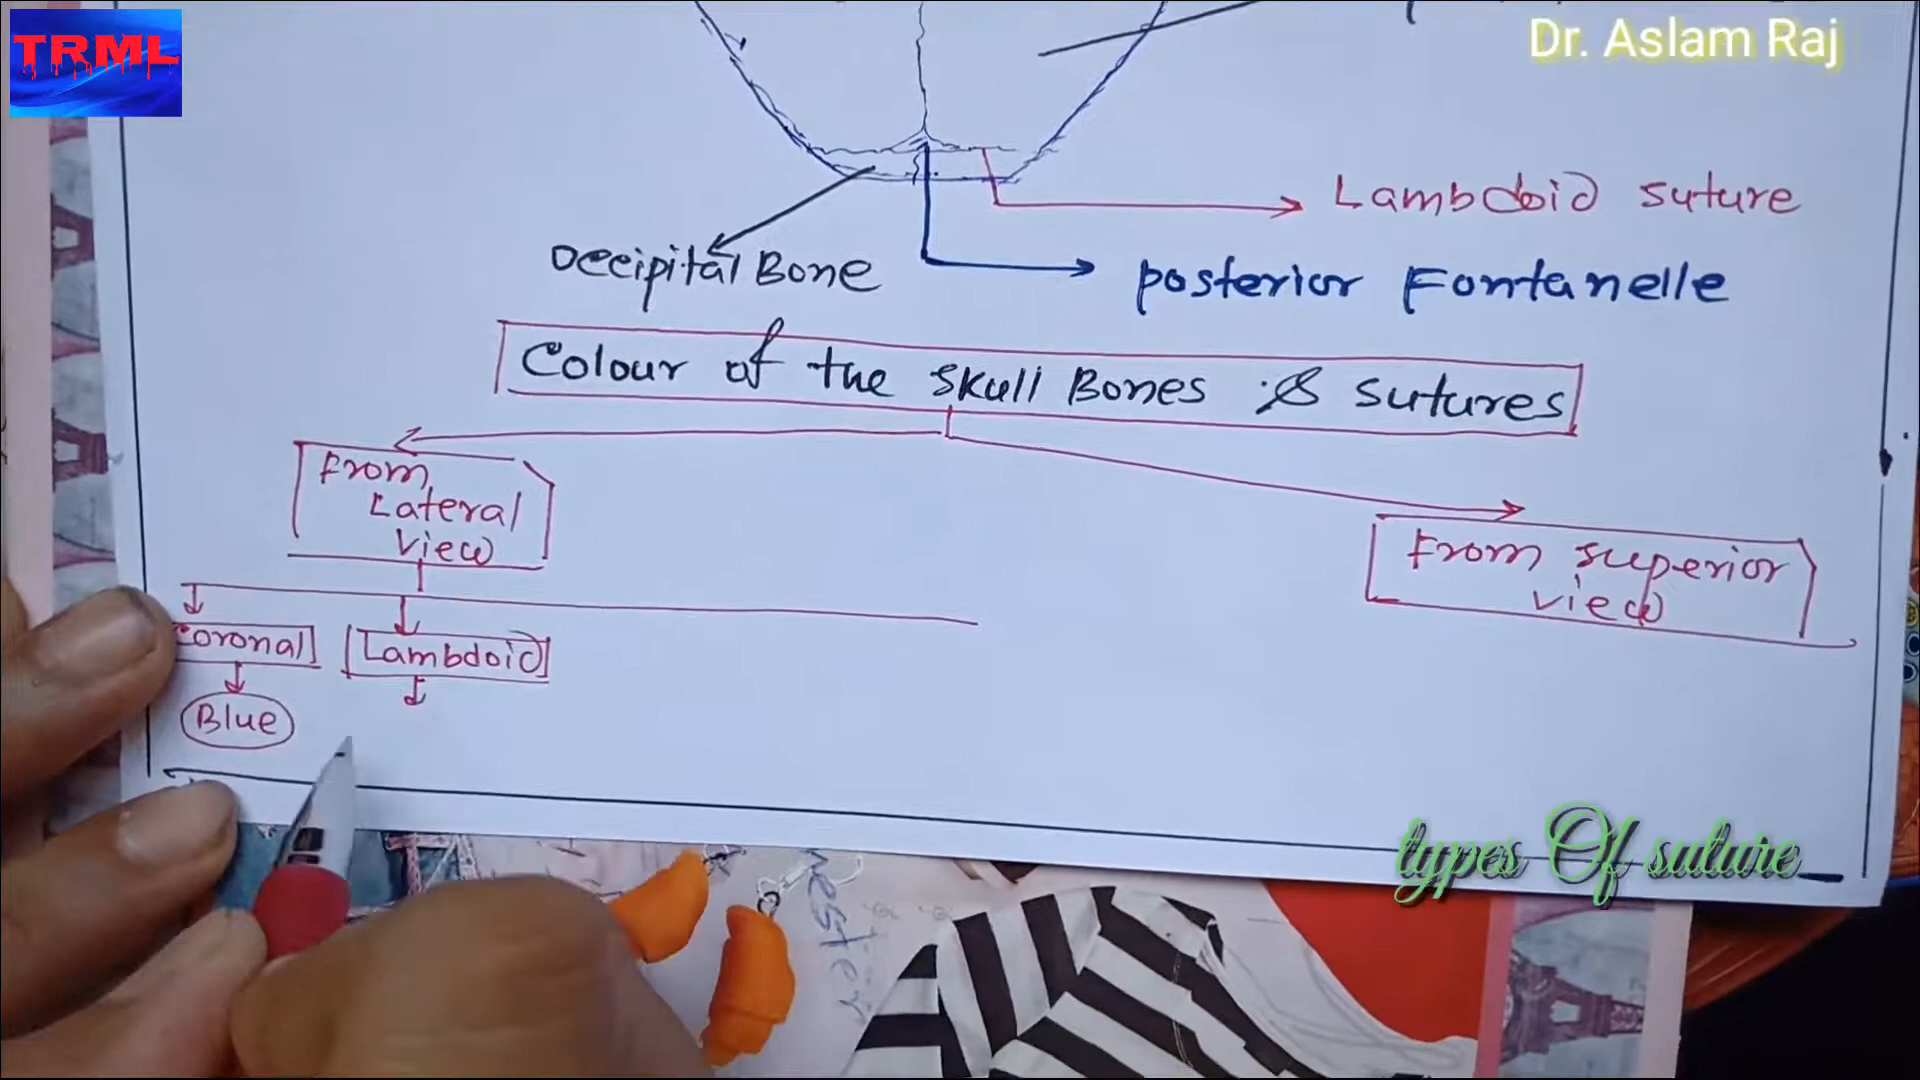 TRML
Dr. Aslam Raj
Lambdoid suture
Occipital Bone
posterior Fontanelle
Colour of the skull Bones & sutures
From
Lateral
view
From superior
view
Coronal
Lambdoid
Blue
types Of suture